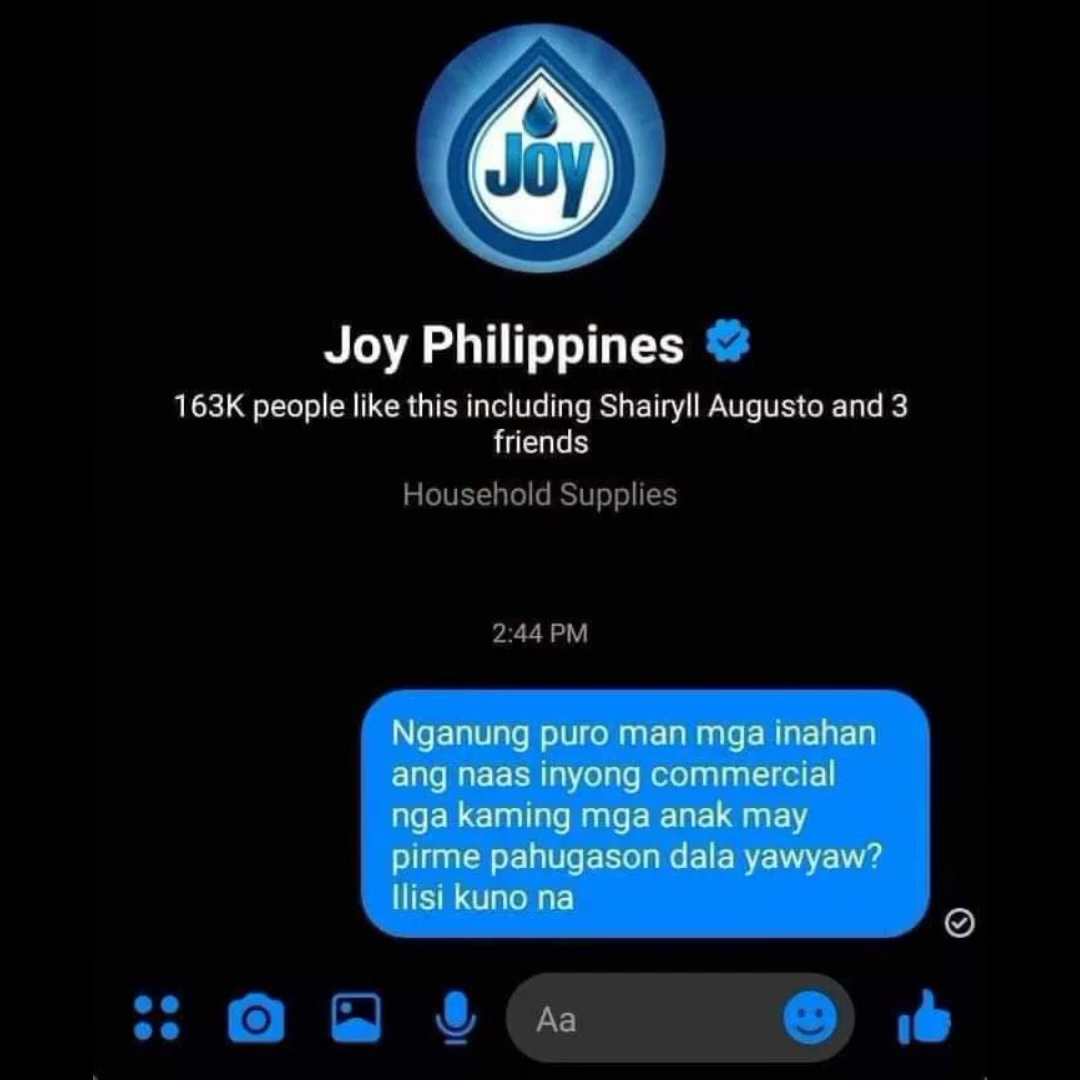 Joy
Joy Philippines
163K people like this including Shairyll Augusto and 3
friends
Household Supplies
2:44 PM
Nganung puro man mga inahan
ang naas inyong commercial
nga kaming mga anak may
pirme pahugason dala yawyaw?
Ilisi kuno na
Aa